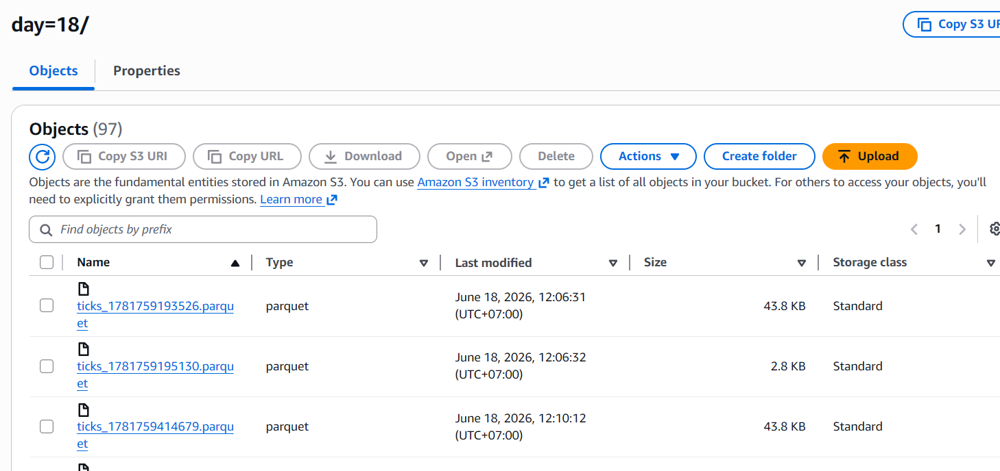 day=18/
Copy S3
Objects
Properties
Objects (97)
Copy S3 URI
Copy URL
Download
Open
Delete
Actions
Create folder
Upload
Objects are the fundamental entities stored in Amazon S3. You can use Amazon S3 inventory to get a list of all objects in your bucket. For others to access your objects, you'll
need to explicitly grant them permissions. Learn more
Find objects by prefix
1
Name
Type
Last modified
Size
Storage class
ticks_1781759193526.parqu
et
parquet
June 18, 2026, 12:06:31
(UTC+07:00)
43.8 KB
Standard
ticks_1781759195130.parqu
et
parquet
June 18, 2026, 12:06:32
(UTC+07:00)
2.8 KB
Standard
ticks_1781759414679.parqu
et
parquet
June 18, 2026, 12:10:12
(UTC+07:00)
43.8 KB
Standard